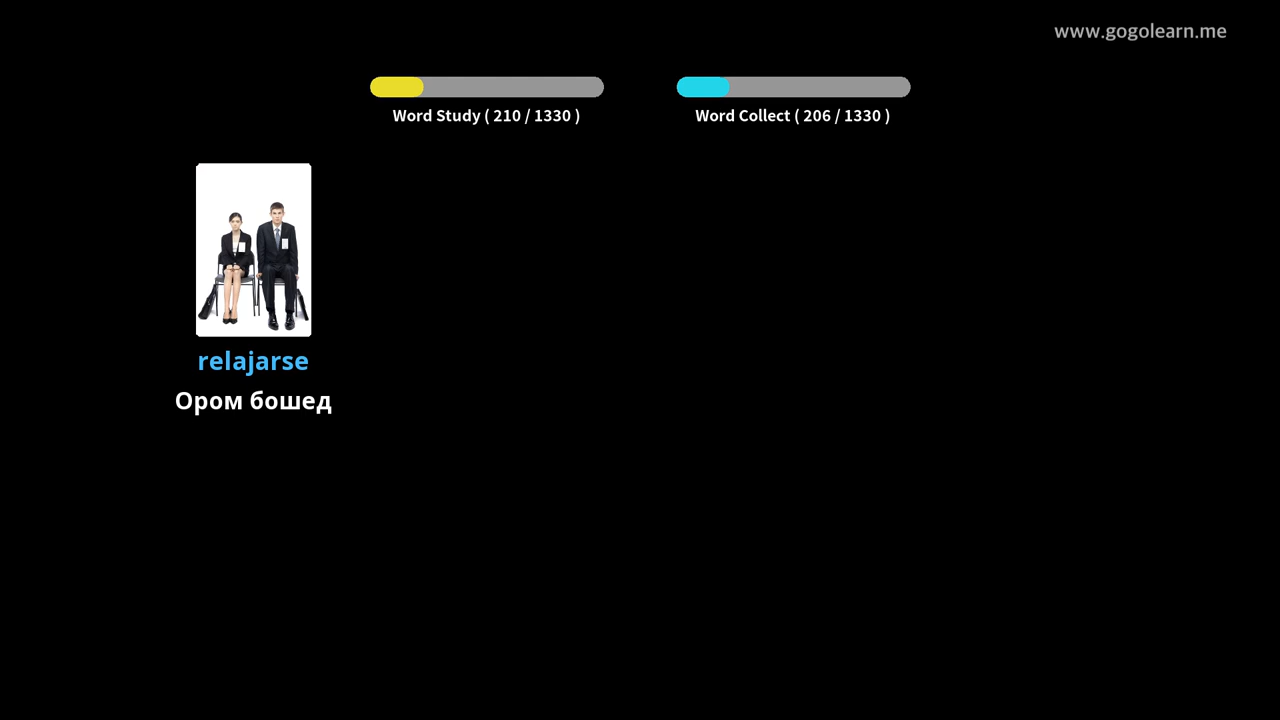 www.gogolearn.me
Word Study ( 210 / 1330 )
Word Collect ( 206 / 1330 )
relajarse
Ором бошед